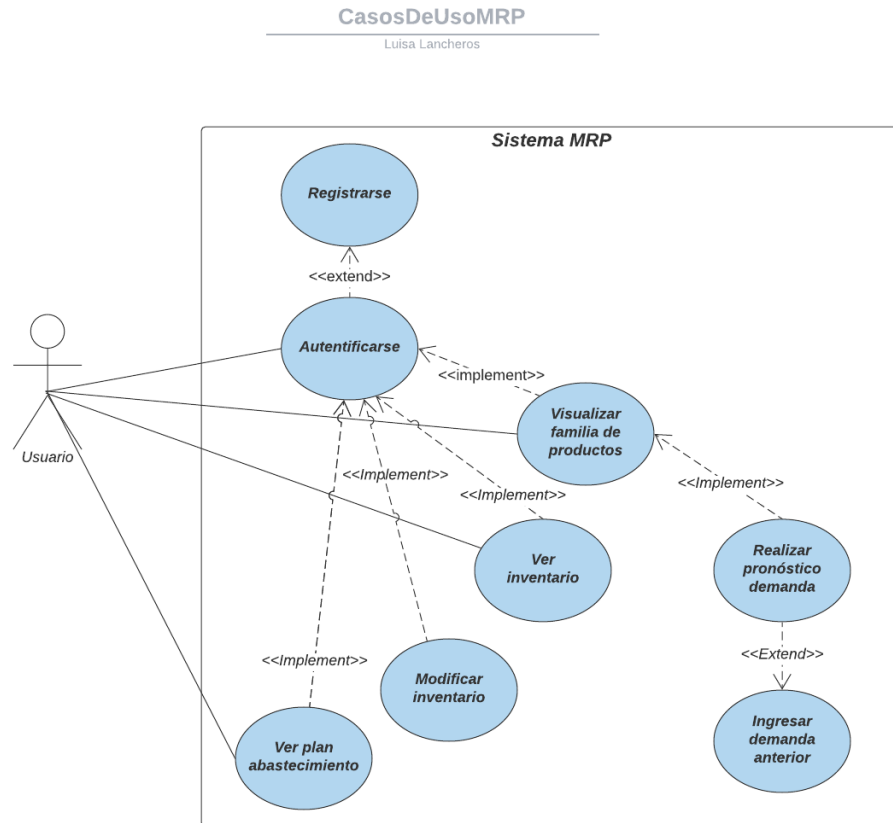 CasosDeUsoMRP
Luisa Lancheros
Sistema MRP
Registrarse
<<extend>>
Autentificarse
<<implement>>
Visualizar
familia de
productos
Usuario
<<Implement>>
<<Implement>>
<<Implement>>
Ver
inventario
Realizar
pronóstico
demanda
<<Implement>>
<<Extend>>
Modificar
inventario
Ver plan
abastecimiento
Ingresar
demanda
anterior